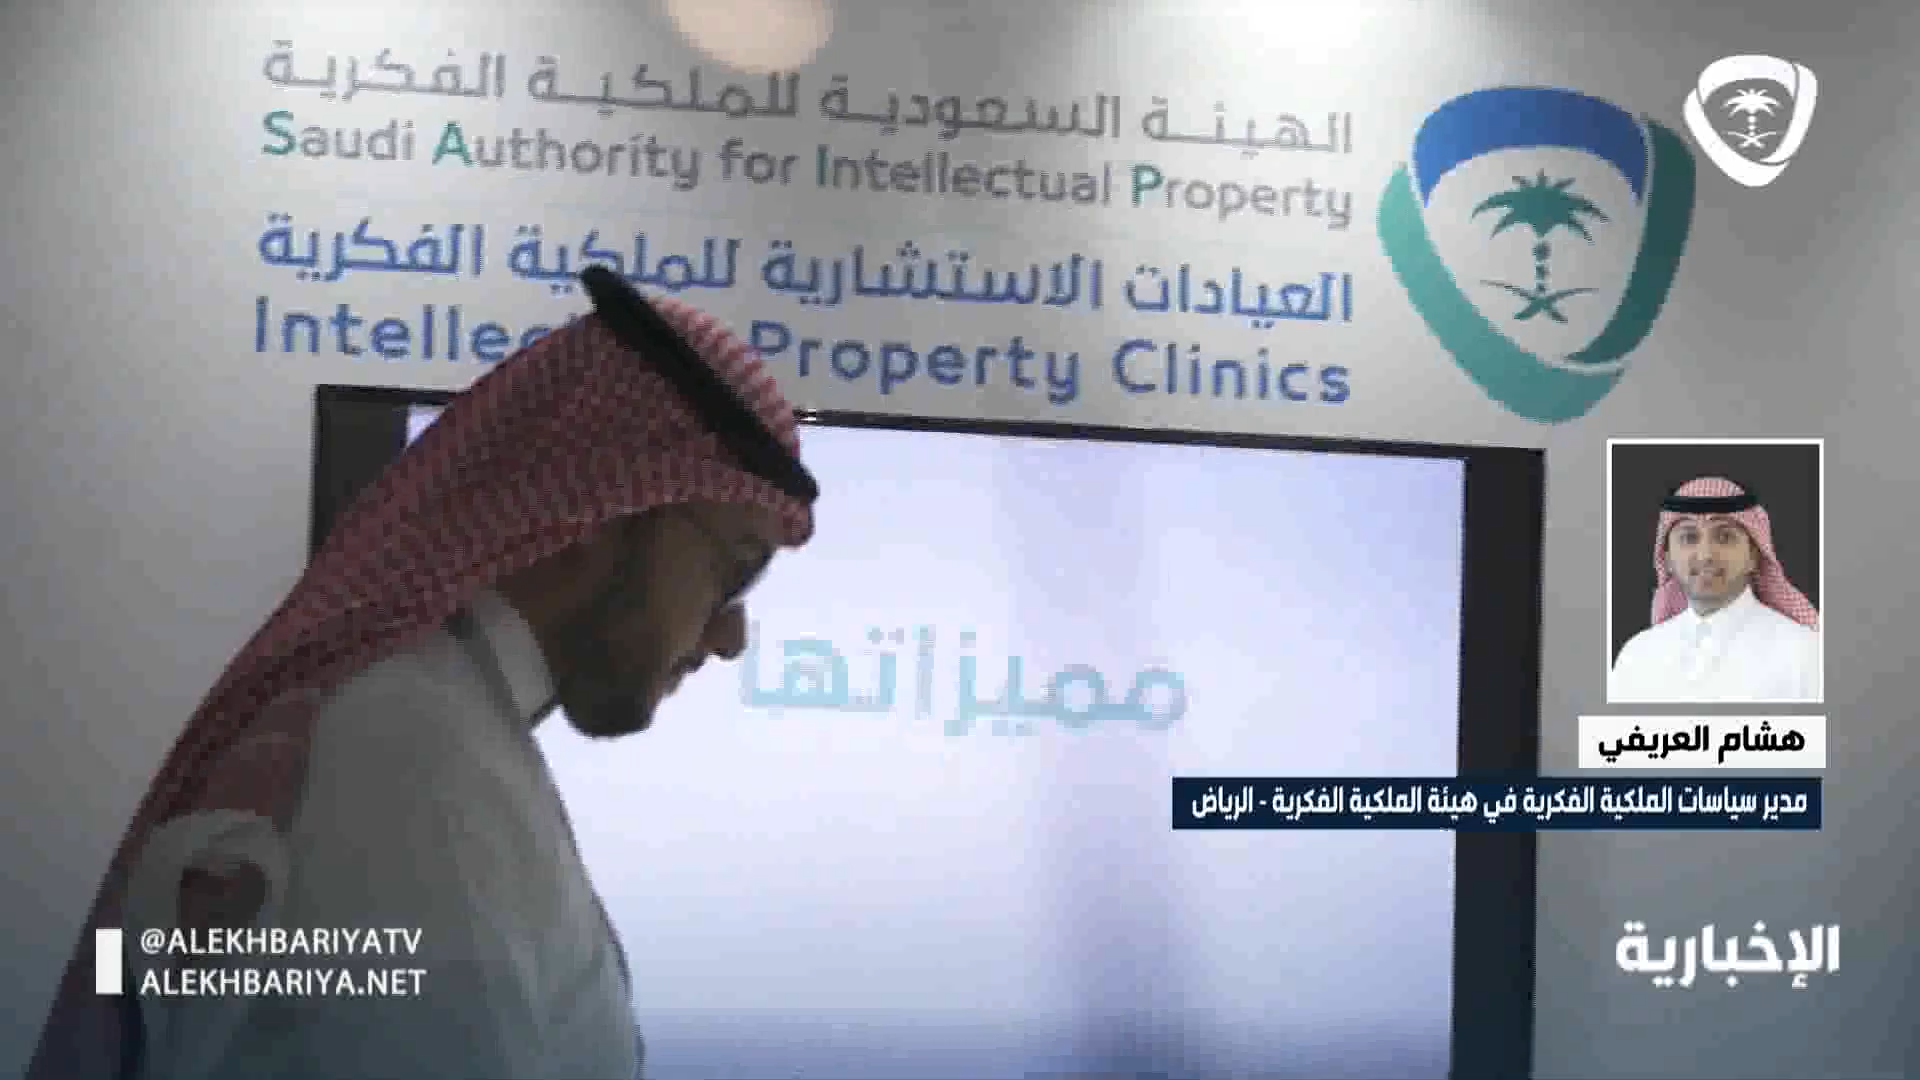 الهيئة السعودية للملكية الفكرية
Saudi Authority for Intellectual Property
العيادات الاستشارية للملكية الفكرية
Intellec Property Clinics
مميزاتها
هشام العريفي
مدير سياسات الملكية الفكرية في هيئة الملكية الفكرية - الرياض
@ALEKHBARIYATV
ALEKHBARIYA.NET
الإخبارية